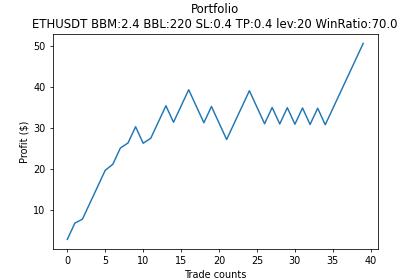 Portfolio
ETHUSDT BBM:2.4 BBL:220 SL:0.4 TP:0.4 lev:20 WinRatio:70.0
50
40
30
20
10
Profit ($)
0 5 10 15 20 25 30 35 40
Trade counts